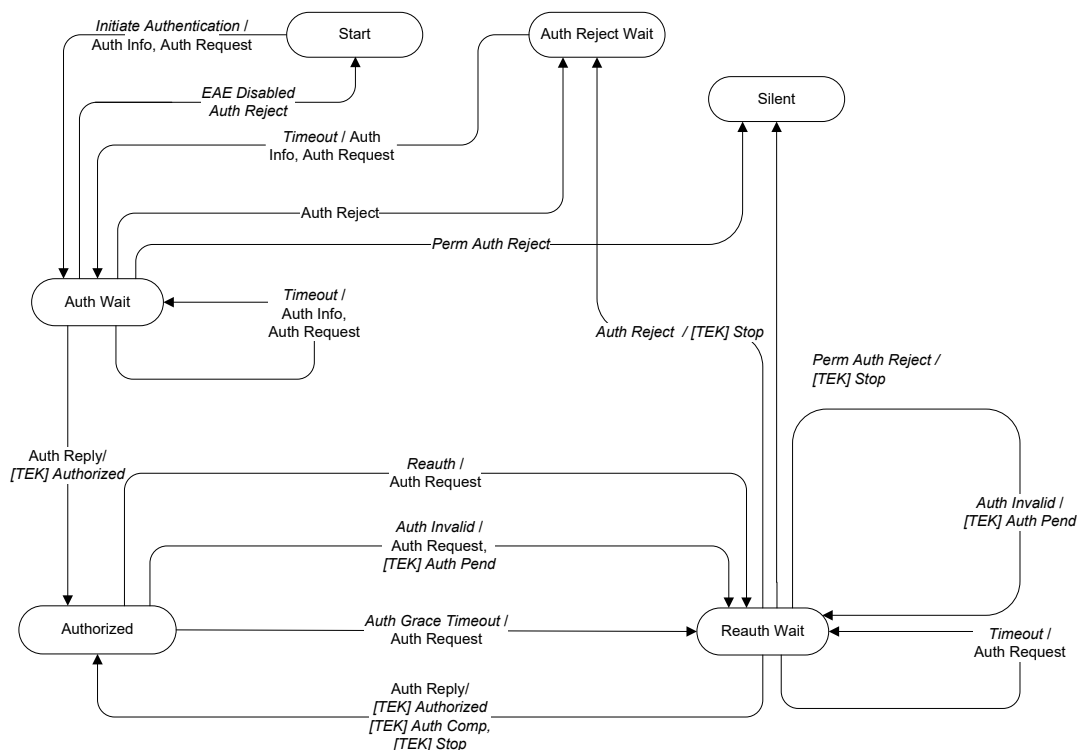 Initiate Authentication /
Auth Info, Auth Request
Start
Auth Reject Wait
EAE Disabled
Auth Reject
Silent
Timeout / Auth
Info, Auth Request
Auth Reject
Perm Auth Reject
Auth Wait
Timeout /
Auth Info,
Auth Request
Auth Reject / [TEK] Stop
Perm Auth Reject /
[TEK] Stop
Auth Reply/
[TEK] Authorized
Reauth /
Auth Request
Auth Invalid /
[TEK] Auth Pend
Auth Invalid /
Auth Request,
[TEK] Auth Pend
Authorized
Auth Grace Timeout /
Auth Request
Reauth Wait
Timeout /
Auth Request
Auth Reply/
[TEK] Authorized
[TEK] Auth Comp,
[TEK] Stop